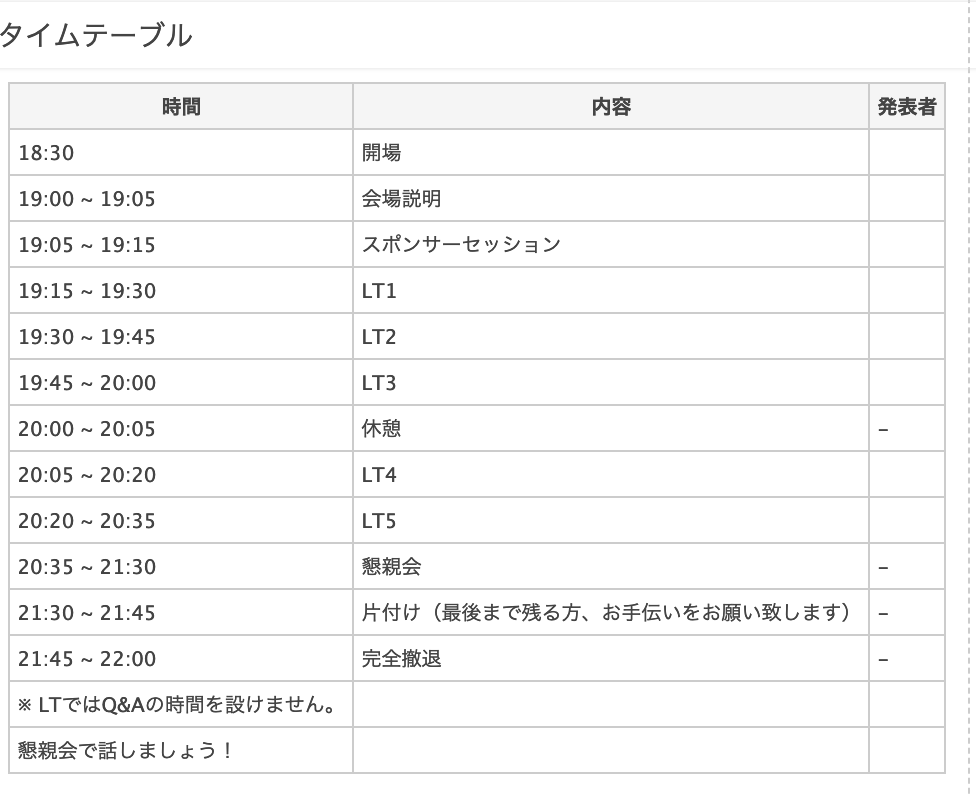 タイムテーブル
時間 内容 発表者
18:30 開場
19:00 ~ 19:05 会場説明
19:05 ~ 19:15 スポンサーセッション
19:15 ~ 19:30 LT1
19:30 ~ 19:45 LT2
19:45 ~ 20:00 LT3
20:00 ~ 20:05 休憩 –
20:05 ~ 20:20 LT4
20:20 ~ 20:35 LT5
20:35 ~ 21:30 懇親会 –
21:30 ~ 21:45 片付け（最後まで残る方、お手伝いをお願い致します） –
21:45 ~ 22:00 完全撤退 –
※ LTではQ&Aの時間を設けません。
懇親会で話しましょう！